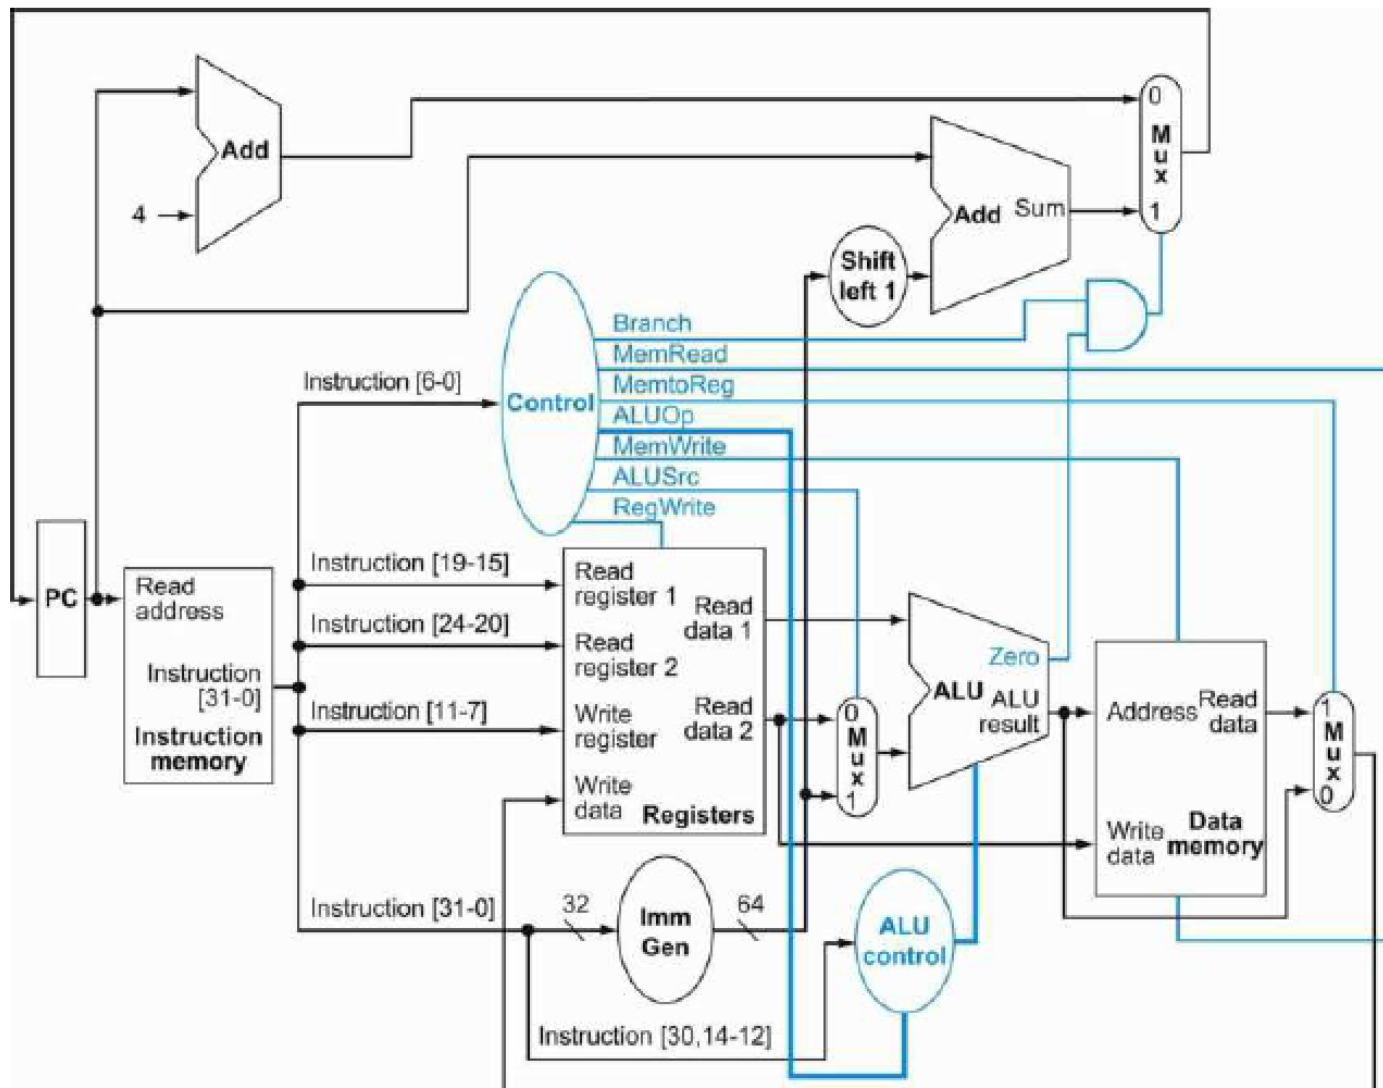 0
Mux
1
Add
4
Add
Sum
Shift
left 1
Branch
MemRead
MemtoReg
ALUOp
MemWrite
ALUSrc
RegWrite
Instruction [6-0]
Control
PC
Read
address
Instruction
[31-0]
Instruction
memory
Instruction [19-15]
Instruction [24-20]
Instruction [11-7]
Instruction [31-0]
Read
register 1
Read
register 2
Write
register
Write
data
Read
data 1
Read
data 2
Registers
0
Mux
1
Zero
ALU
ALU
result
Address
Read
data
Write
data
Data
memory
1
Mux
0
32
Imm
Gen
64
ALU
control
Instruction [30,14-12]